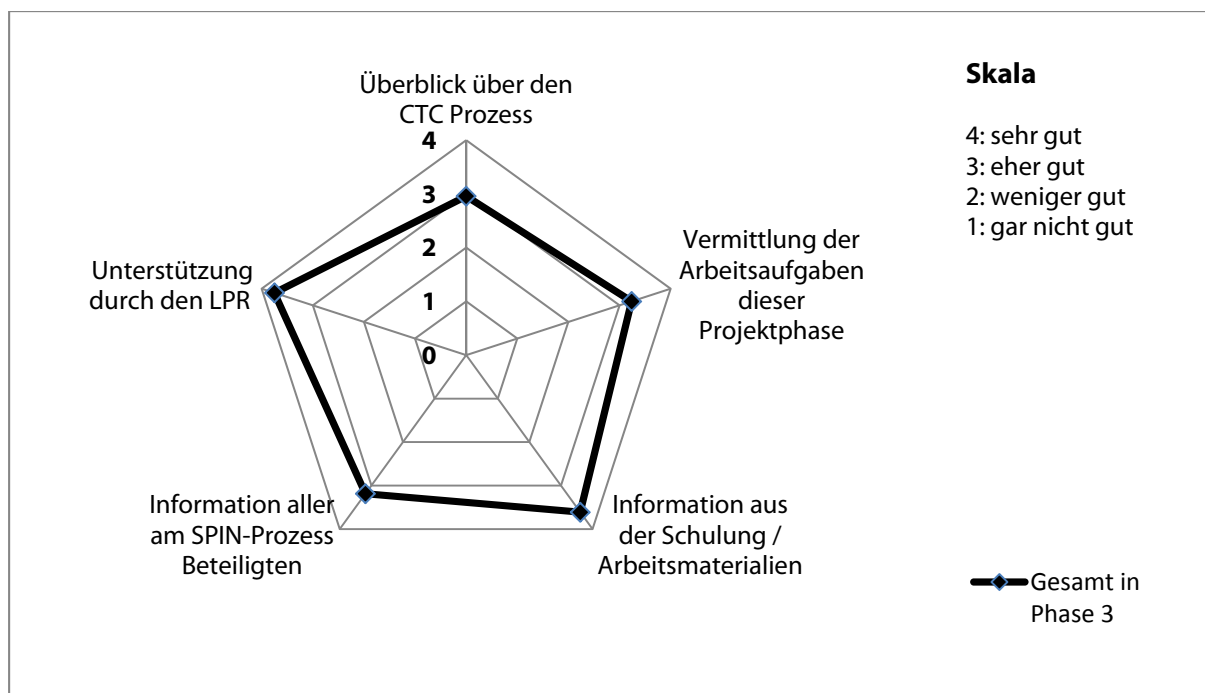 Überblick über den
CTC Prozess
4
3
2
1
0
Vermittlung der
Arbeitsaufgaben
dieser
Projektphase
Information aus
der Schulung /
Arbeitsmaterialien
Information aller
am SPIN-Prozess
Beteiligten
Unterstützung
durch den LPR
Skala
4: sehr gut
3: eher gut
2: weniger gut
1: gar nicht gut
Gesamt in
Phase 3